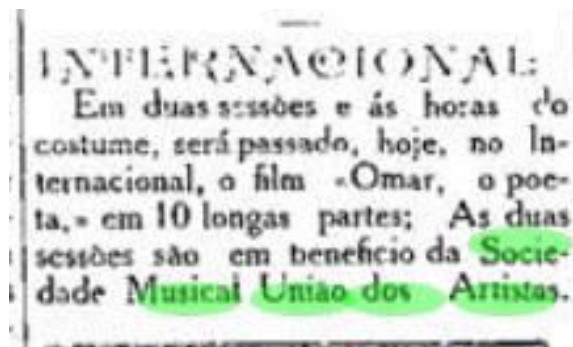 INTERNACIONAL
Em duas sessões e ás horas do
costume, será passado, hoje, no In-
ternacional, o film «Omar, o poe-
ta,» em 10 longas partes; As duas
sessões são em beneficio da Socie-
dade Musical União dos Artistas.